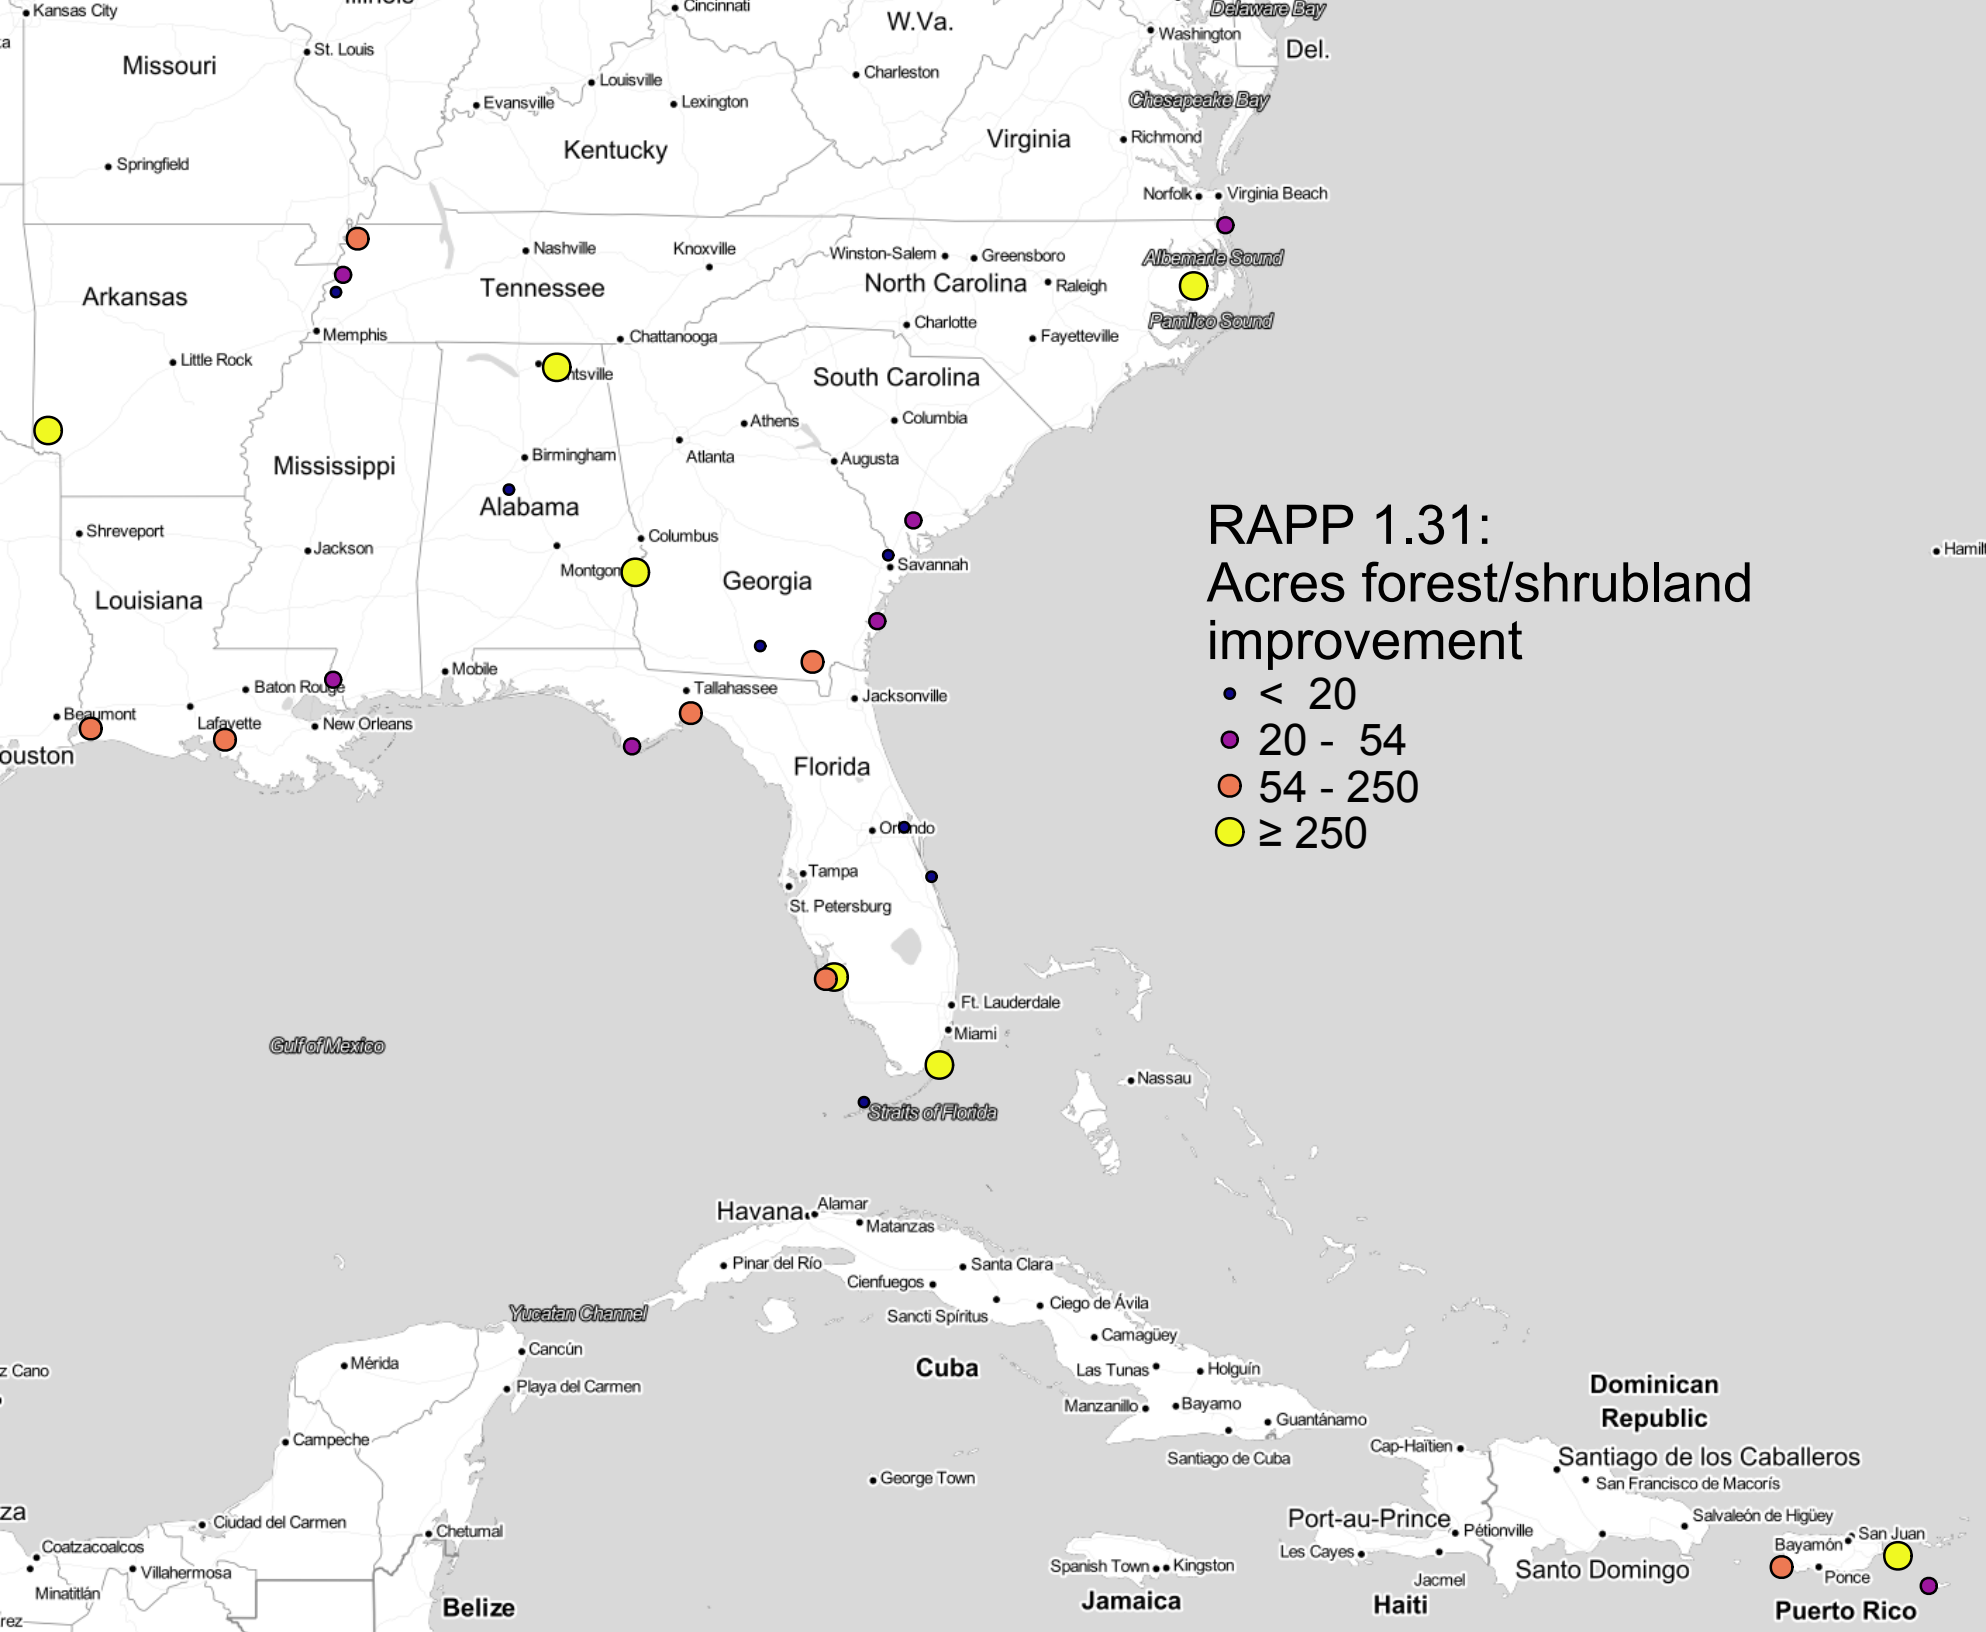 Kansas City
Cincinnati
W.Va.
Delaware Bay
Washington
Del.
St. Louis
Missouri
Charleston
Louisville
Evansville
Lexington
Chesapeake Bay
Kentucky
Virginia
Richmond
Springfield
Norfolk
Virginia Beach
Nashville
Knoxville
Winston-Salem
Greensboro
Albemarle Sound
Arkansas
Tennessee
North Carolina
Raleigh
Memphis
Chattanooga
Charlotte
Fayetteville
Pamlico Sound
Little Rock
ntsville
South Carolina
Athens
Columbia
Birmingham
Atlanta
Augusta
Mississippi
Alabama
Shreveport
Jackson
Columbus
Savannah
Montgon
Georgia
Louisiana
RAPP 1.31:
Acres forest/shrubland
improvement
< 20
20 - 54
54 - 250
≥ 250
Hamil
Mobile
Baton Rouge
Tallahassee
Jacksonville
Beaumont
Lafayette
New Orleans
ouston
Florida
Orlando
Tampa
St. Petersburg
Ft. Lauderdale
Miami
Gulf of Mexico
Nassau
Straits of Florida
Havana
Alamar
Matanzas
Pinar del Río
Santa Clara
Cienfuegos
Yucatan Channel
Sancti Spíritus
Ciego de Ávila
Camagüey
Cancún
Mérida
z Cano
Playa del Carmen
Cuba
Las Tunas
Holguín
Dominican
Republic
Manzanillo
Bayamo
Guantánamo
Campeche
Santiago de Cuba
Cap-Haïtien
Santiago de los Caballeros
George Town
San Francisco de Macorís
za
Ciudad del Carmen
Chetumal
Port-au-Prince
Pétionville
Salvaleón de Higüey
San Juan
Coatzacoalcos
Bayamón
Les Cayes
Villahermosa
Spanish Town
Kingston
Santo Domingo
Ponce
Minatitlán
Jacmel
Belize
Jamaica
Haiti
Puerto Rico
rez